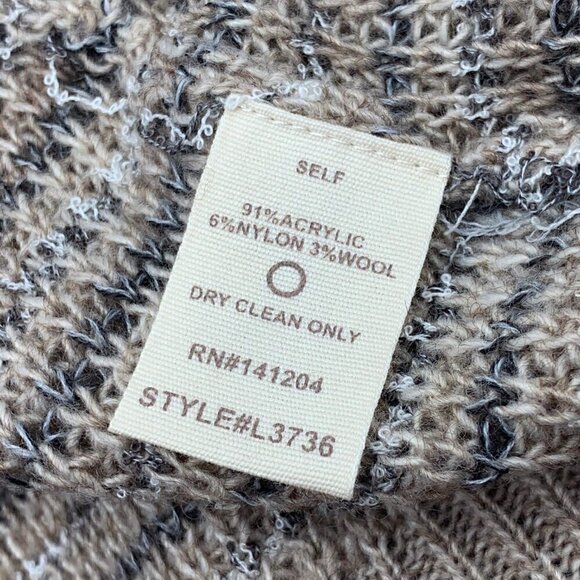 SELF
91%ACRYLIC
6%NYLON 3%WOOL
DRY CLEAN ONLY
RN#141204
STYLE#L3736